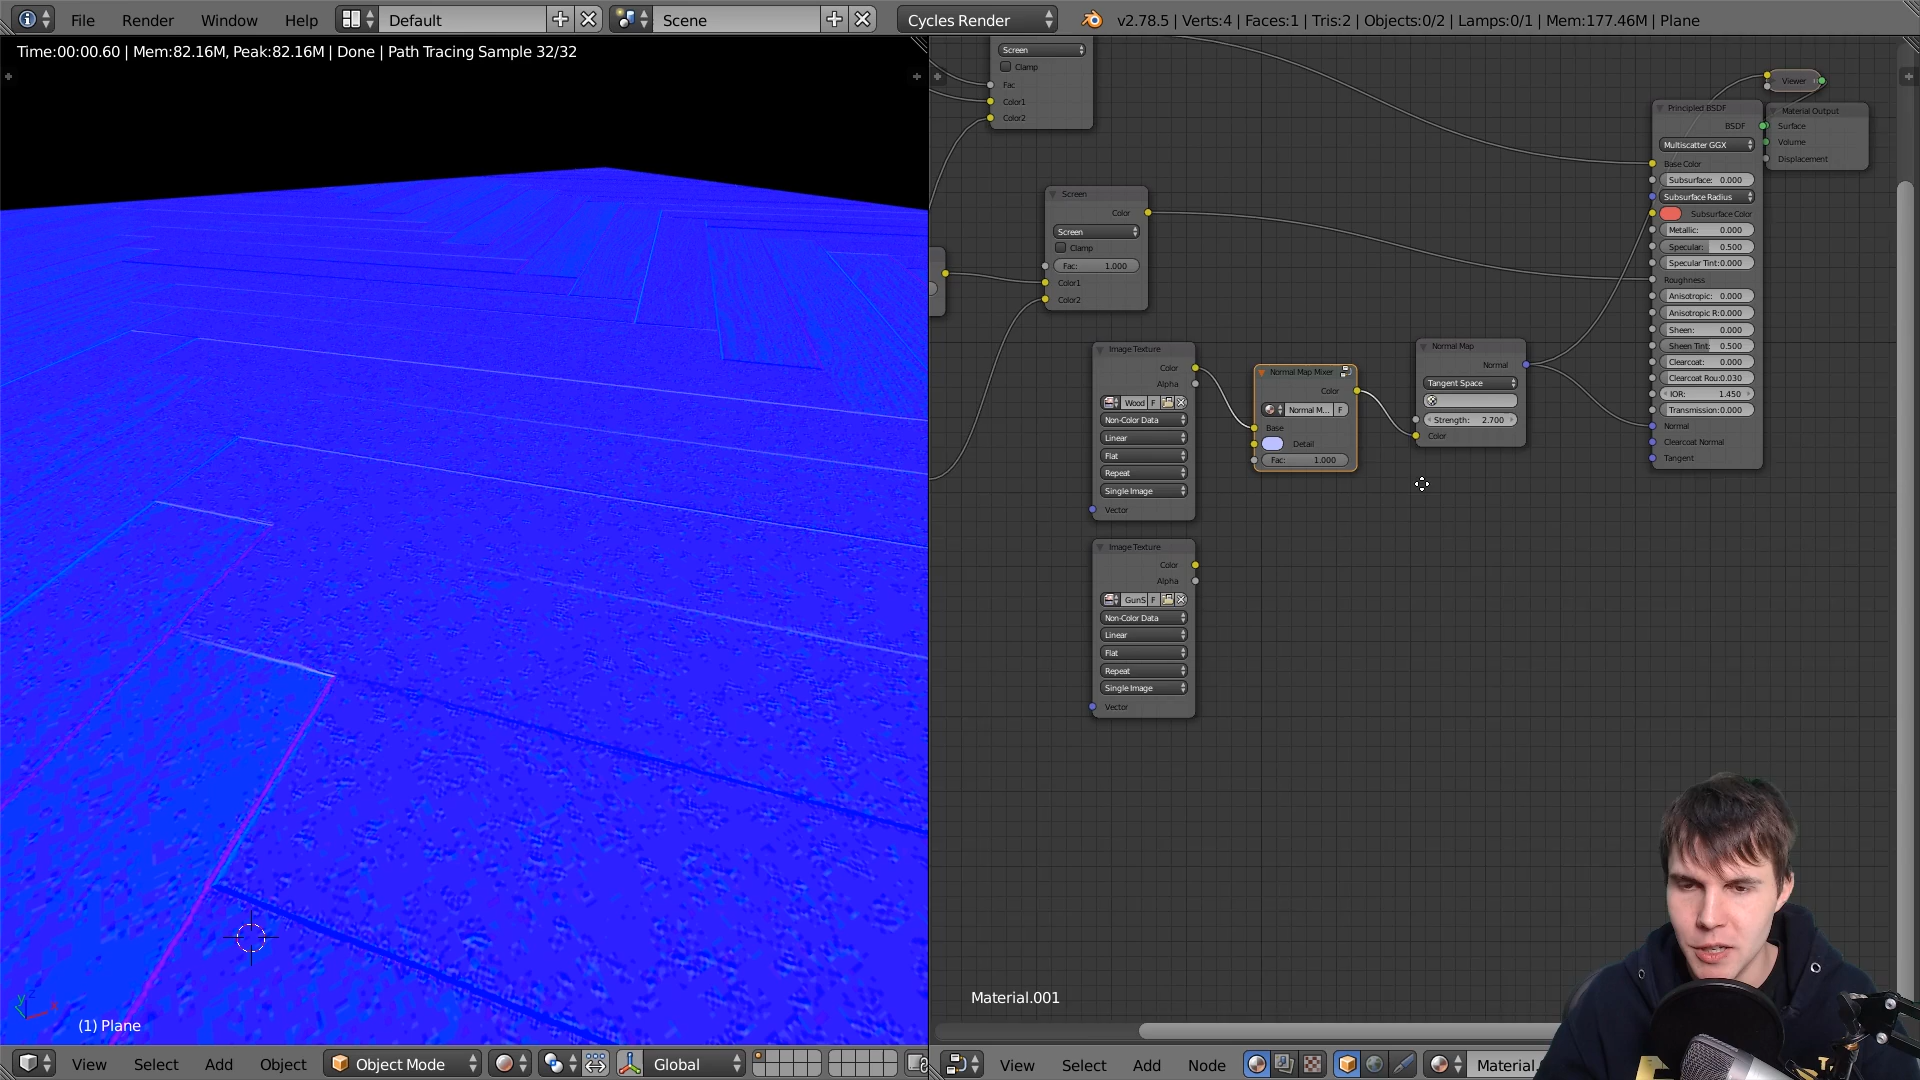 File Render Window Help Default Scene Cycles Render v2.78.5 | Verts:4 | Faces:1 | Tris:2 | Objects:0/2 | Lamps:0/1 | Mem:177.46M | Plane
Time:00:00.60 | Mem:82.16M, Peak:82.16M | Done | Path Tracing Sample 32/32
Screen
Clamp
Fac
Color1
Color2
Screen
Color
Screen
Clamp
Fac: 1.000
Color1
Color2
Image Texture
Color
Alpha
Wood F
Non-Color Data
Linear
Flat
Repeat
Single Image
Vector
Image Texture
Color
Alpha
GunS F
Non-Color Data
Linear
Flat
Repeat
Single Image
Vector
Normal Map Mixer
Color
Normal M... F
Base
Detail
Fac: 1.000
Normal Map
Normal
Tangent Space
Strength: 2.700
Color
Principled BSDF
BSDF
Multiscatter GGX
Base Color
Subsurface: 0.000
Subsurface Radius
Subsurface Color
Metallic: 0.000
Specular: 0.500
Specular Tint:0.000
Roughness
Anisotropic: 0.000
Anisotropic R:0.000
Sheen: 0.000
Sheen Tint: 0.500
Clearcoat: 0.000
Clearcoat Rou:0.030
IOR: 1.450
Transmission:0.000
Normal
Clearcoat Normal
Tangent
Viewer
Material Output
Surface
Volume
Displacement
Material.001
(1) Plane
View Select Add Object Object Mode Global
View Select Add Node Material.